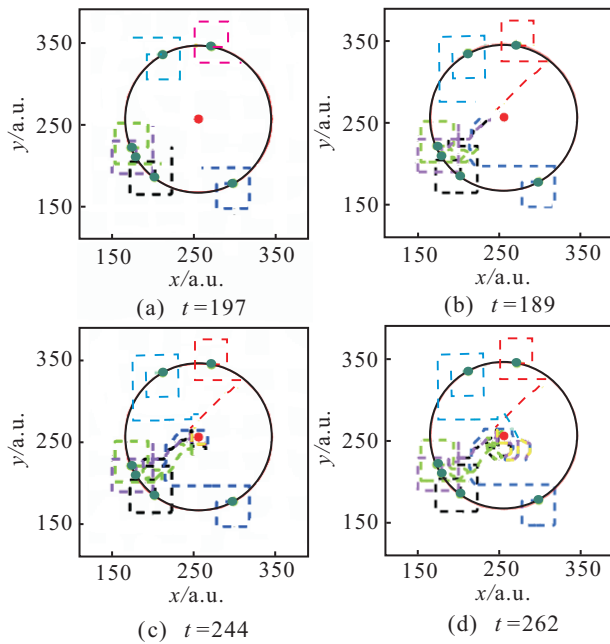 350
y/a.u.
250
150
150 250 350
x/a.u.
(a) t=197
350
y/a.u.
250
150
150 250 350
x/a.u.
(b) t=189
350
y/a.u.
250
150
150 250 350
x/a.u.
(c) t=244
350
y/a.u.
250
150
150 250 350
x/a.u.
(d) t=262